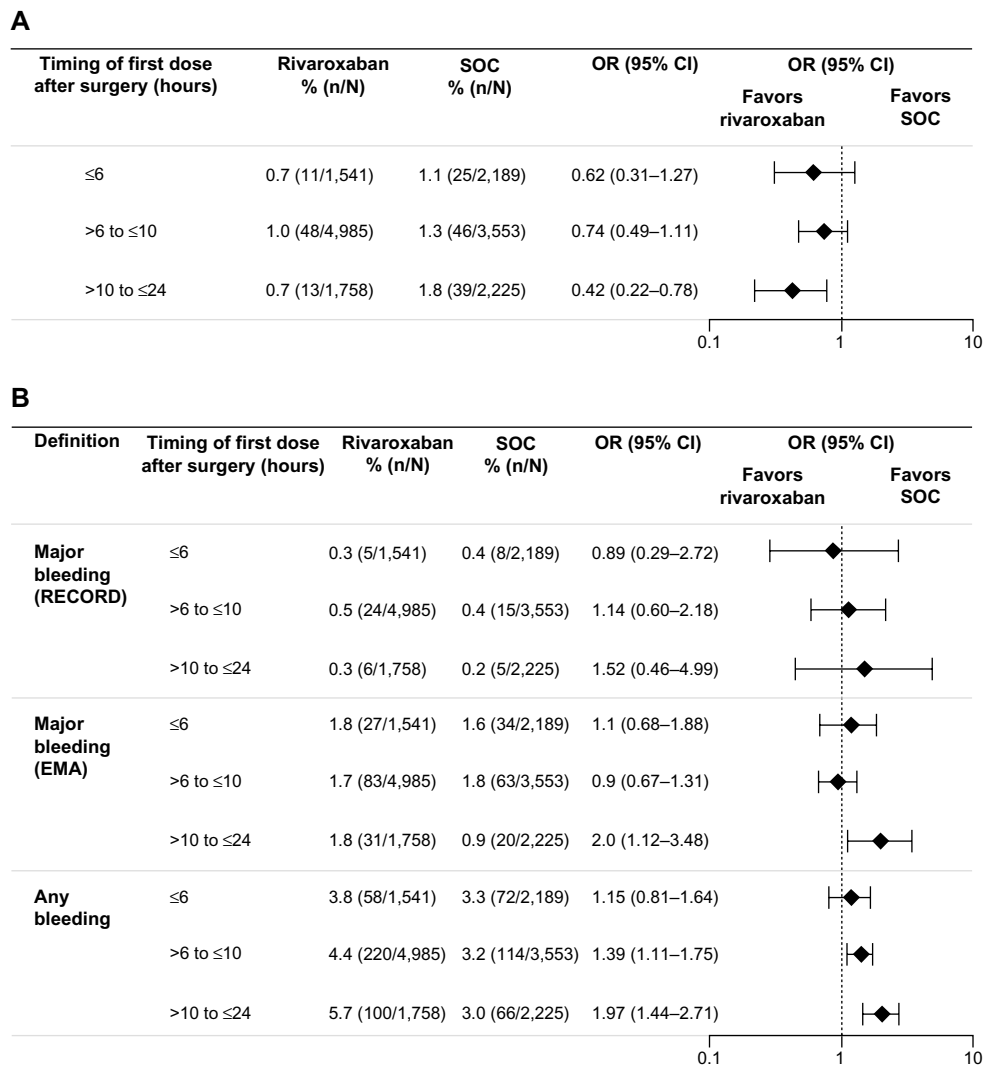 A
Timing of first dose
after surgery (hours)
Rivaroxaban
% (n/N)
SOC
% (n/N)
OR (95% CI)
OR (95% CI)
Favors
rivaroxaban
Favors
SOC
≤6 0.7 (11/1,541) 1.1 (25/2,189) 0.62 (0.31–1.27)
>6 to ≤10 1.0 (48/4,985) 1.3 (46/3,553) 0.74 (0.49–1.11)
>10 to ≤24 0.7 (13/1,758) 1.8 (39/2,225) 0.42 (0.22–0.78)
0.1 1 10
B
Definition
Timing of first dose
after surgery (hours)
Rivaroxaban
% (n/N)
SOC
% (n/N)
OR (95% CI)
OR (95% CI)
Favors
rivaroxaban
Favors
SOC
Major
bleeding
(RECORD)
≤6 0.3 (5/1,541) 0.4 (8/2,189) 0.89 (0.29–2.72)
>6 to ≤10 0.5 (24/4,985) 0.4 (15/3,553) 1.14 (0.60–2.18)
>10 to ≤24 0.3 (6/1,758) 0.2 (5/2,225) 1.52 (0.46–4.99)
Major
bleeding
(EMA)
≤6 1.8 (27/1,541) 1.6 (34/2,189) 1.1 (0.68–1.88)
>6 to ≤10 1.7 (83/4,985) 1.8 (63/3,553) 0.9 (0.67–1.31)
>10 to ≤24 1.8 (31/1,758) 0.9 (20/2,225) 2.0 (1.12–3.48)
Any
bleeding
≤6 3.8 (58/1,541) 3.3 (72/2,189) 1.15 (0.81–1.64)
>6 to ≤10 4.4 (220/4,985) 3.2 (114/3,553) 1.39 (1.11–1.75)
>10 to ≤24 5.7 (100/1,758) 3.0 (66/2,225) 1.97 (1.44–2.71)
0.1 1 10